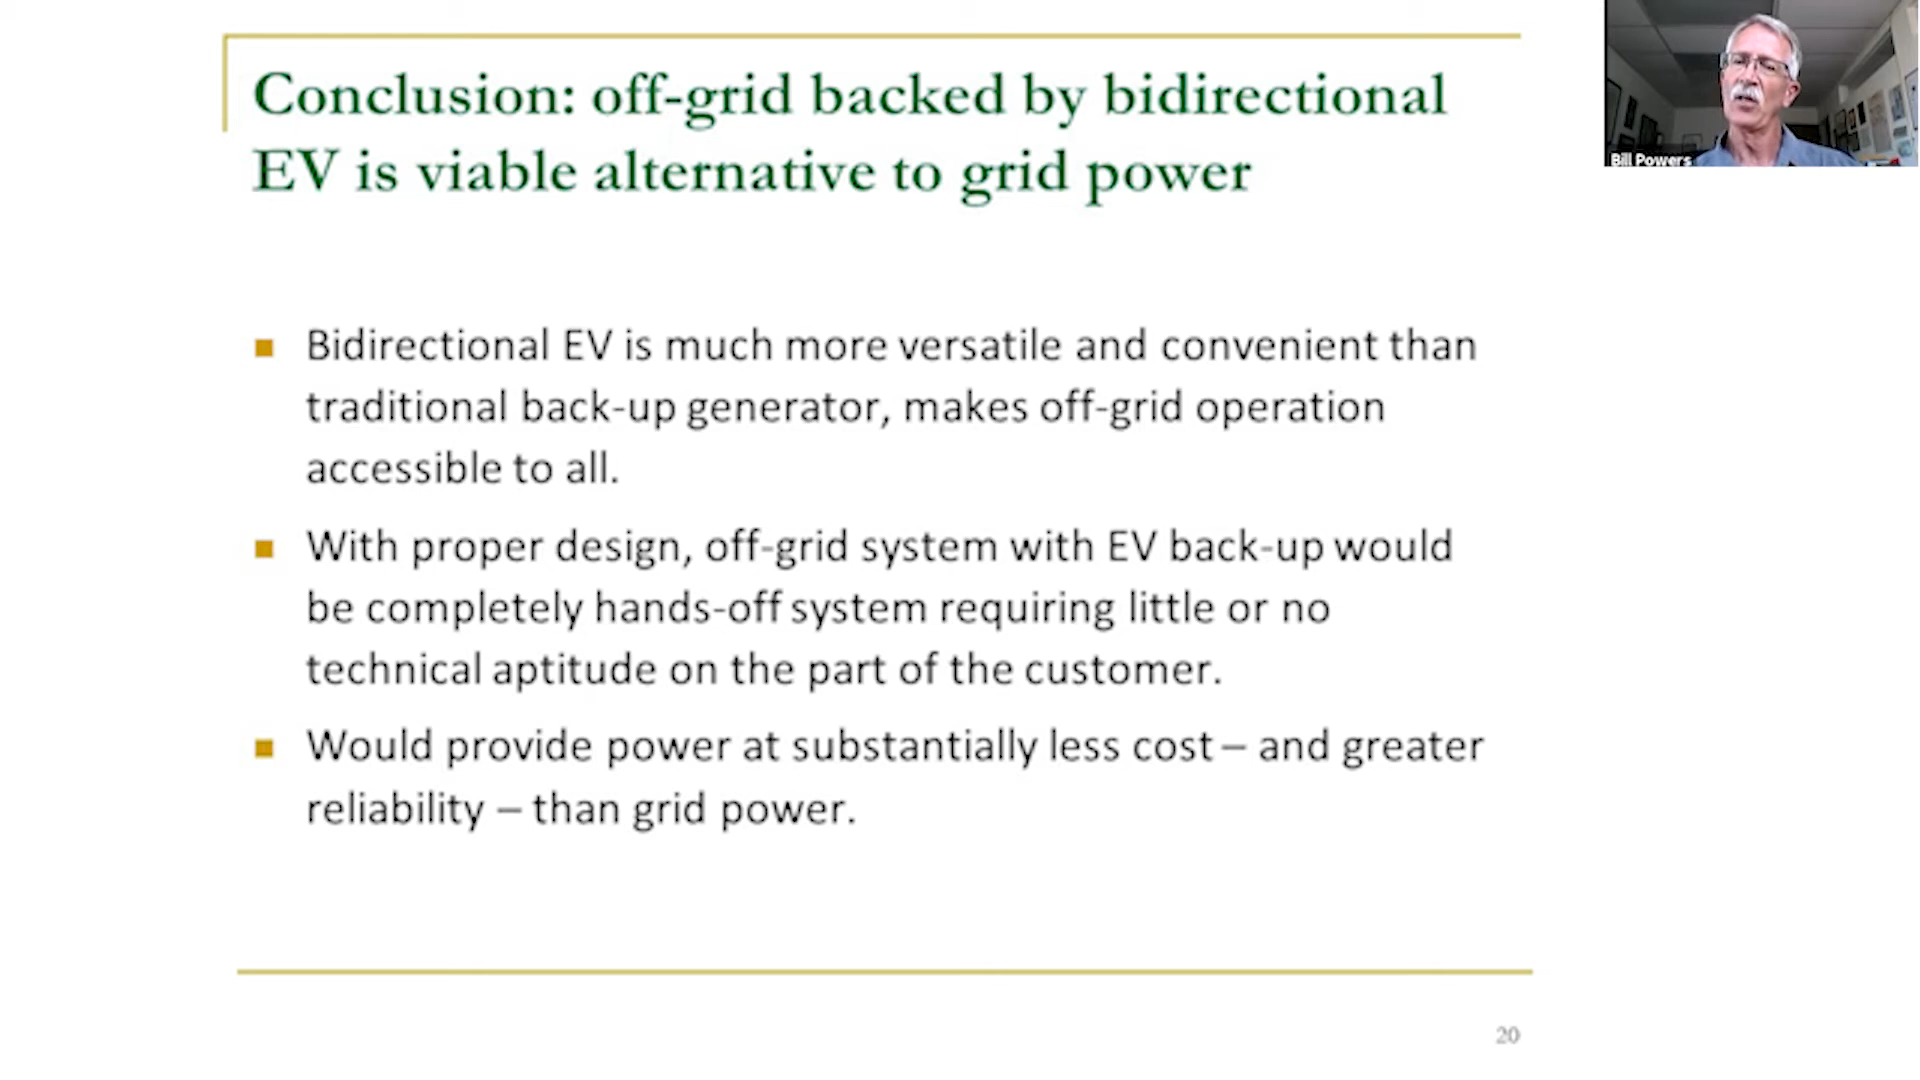 Conclusion: off-grid backed by bidirectional
EV is viable alternative to grid power
Bill Powers
Bidirectional EV is much more versatile and convenient than
traditional back-up generator, makes off-grid operation
accessible to all.
With proper design, off-grid system with EV back-up would
be completely hands-off system requiring little or no
technical aptitude on the part of the customer.
Would provide power at substantially less cost – and greater
reliability – than grid power.
20